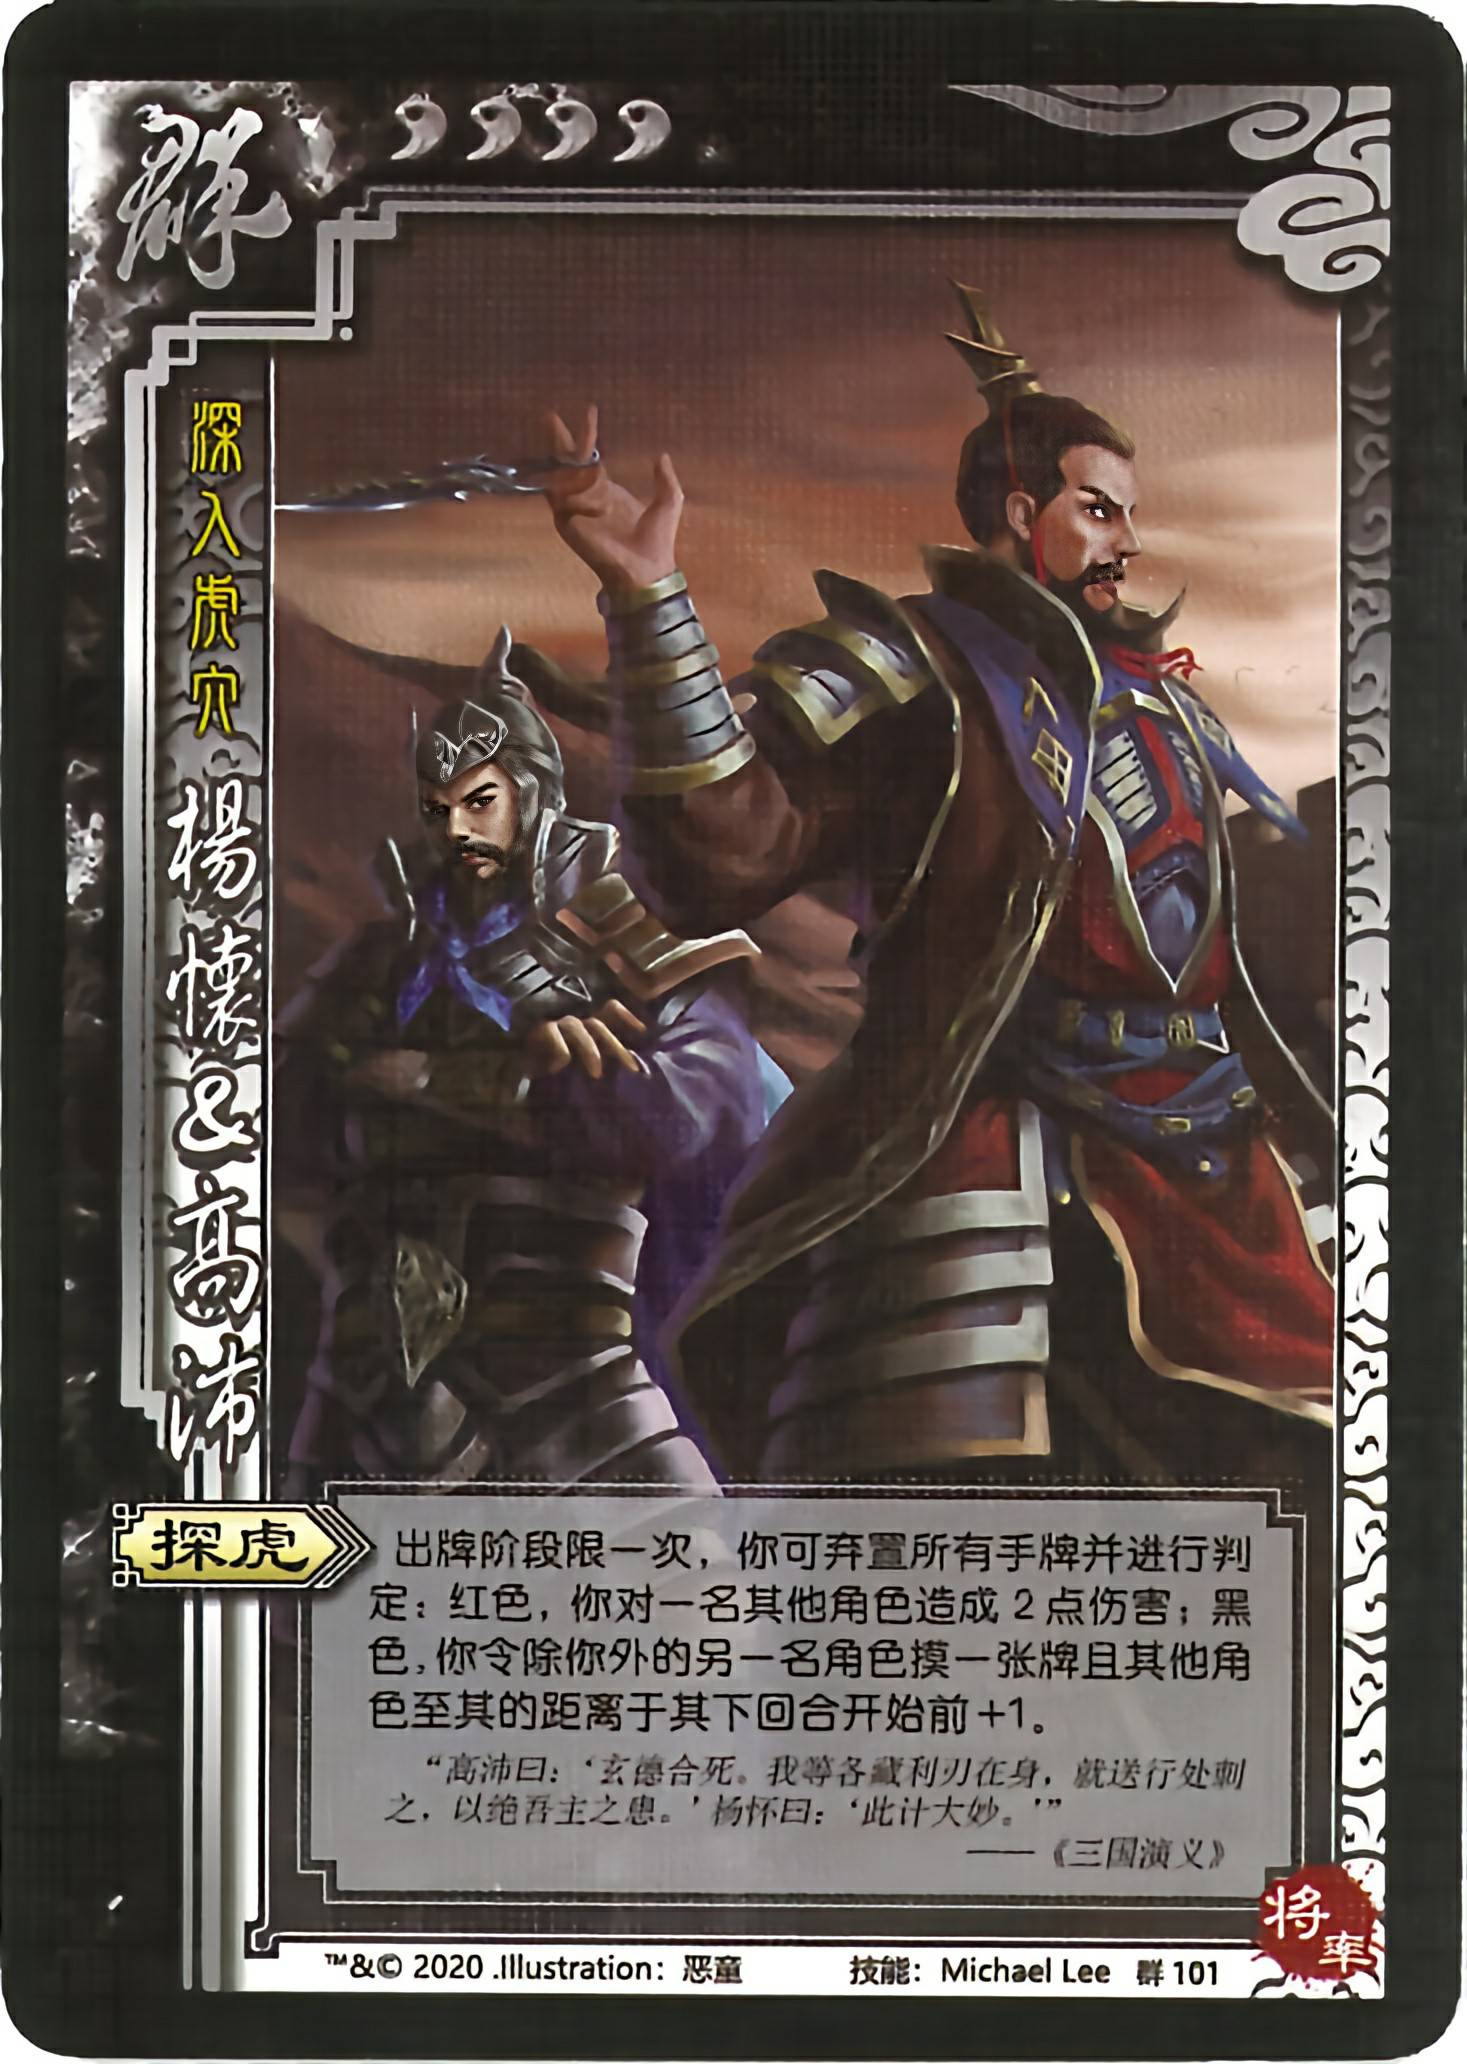 群
深入虎穴
楊懷&高沛
探虎
出牌阶段限一次，你可弃置所有手牌并进行判
定：红色，你对一名其他角色造成 2 点伤害；黑
色，你令除你外的另一名角色摸一张牌且其他角
色至其的距离于其下回合开始前 +1。
“高沛曰：‘玄德合死。我等各藏利刃在身，就送行处刺
之，以绝吾主之患。’杨怀曰：‘此计大妙。’”
——《三国演义》
将率
™&© 2020 .Illustration：恶童 技能：Michael Lee 群 101